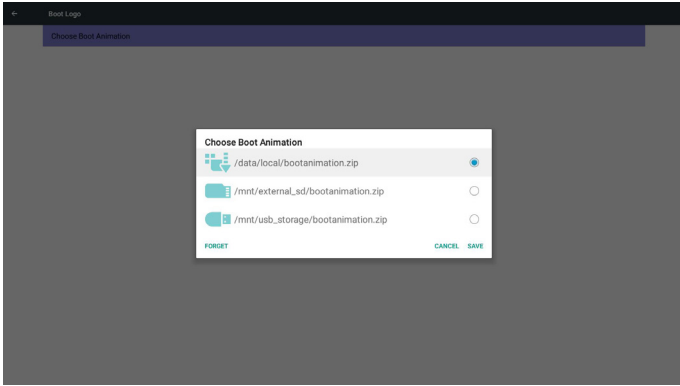 Boot Logo
Choose Boot Animation
Choose Boot Animation
/data/local/bootanimation.zip
/mnt/external_sd/bootanimation.zip
/mnt/usb_storage/bootanimation.zip
FORGET CANCEL SAVE